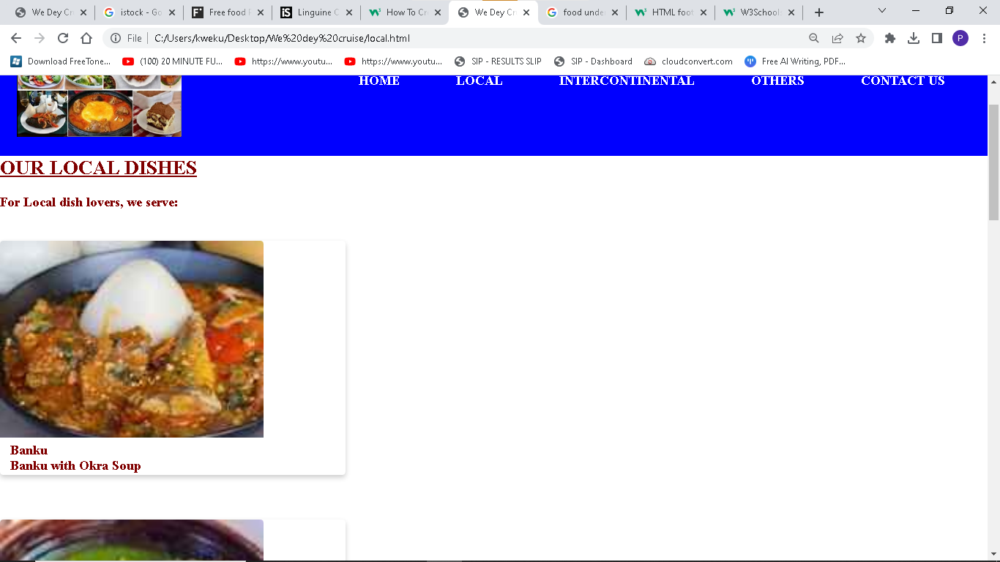 We Dey Cr
istock - Go
Free food P
Linguine C
How To Cr
We Dey Cr
food unde
HTML foot
W3Schools
File
C:/Users/kweku/Desktop/We%20dey%20cruise/local.html
P
Download FreeTone...
(100) 20 MINUTE FU...
https://www.youtu...
https://www.youtu...
SIP - RESULTS SLIP
SIP - Dashboard
cloudconvert.com
Free AI Writing, PDF...
HOME
LOCAL
INTERCONTINENTAL
OTHERS
CONTACT US
OUR LOCAL DISHES
For Local dish lovers, we serve:
Banku
Banku with Okra Soup